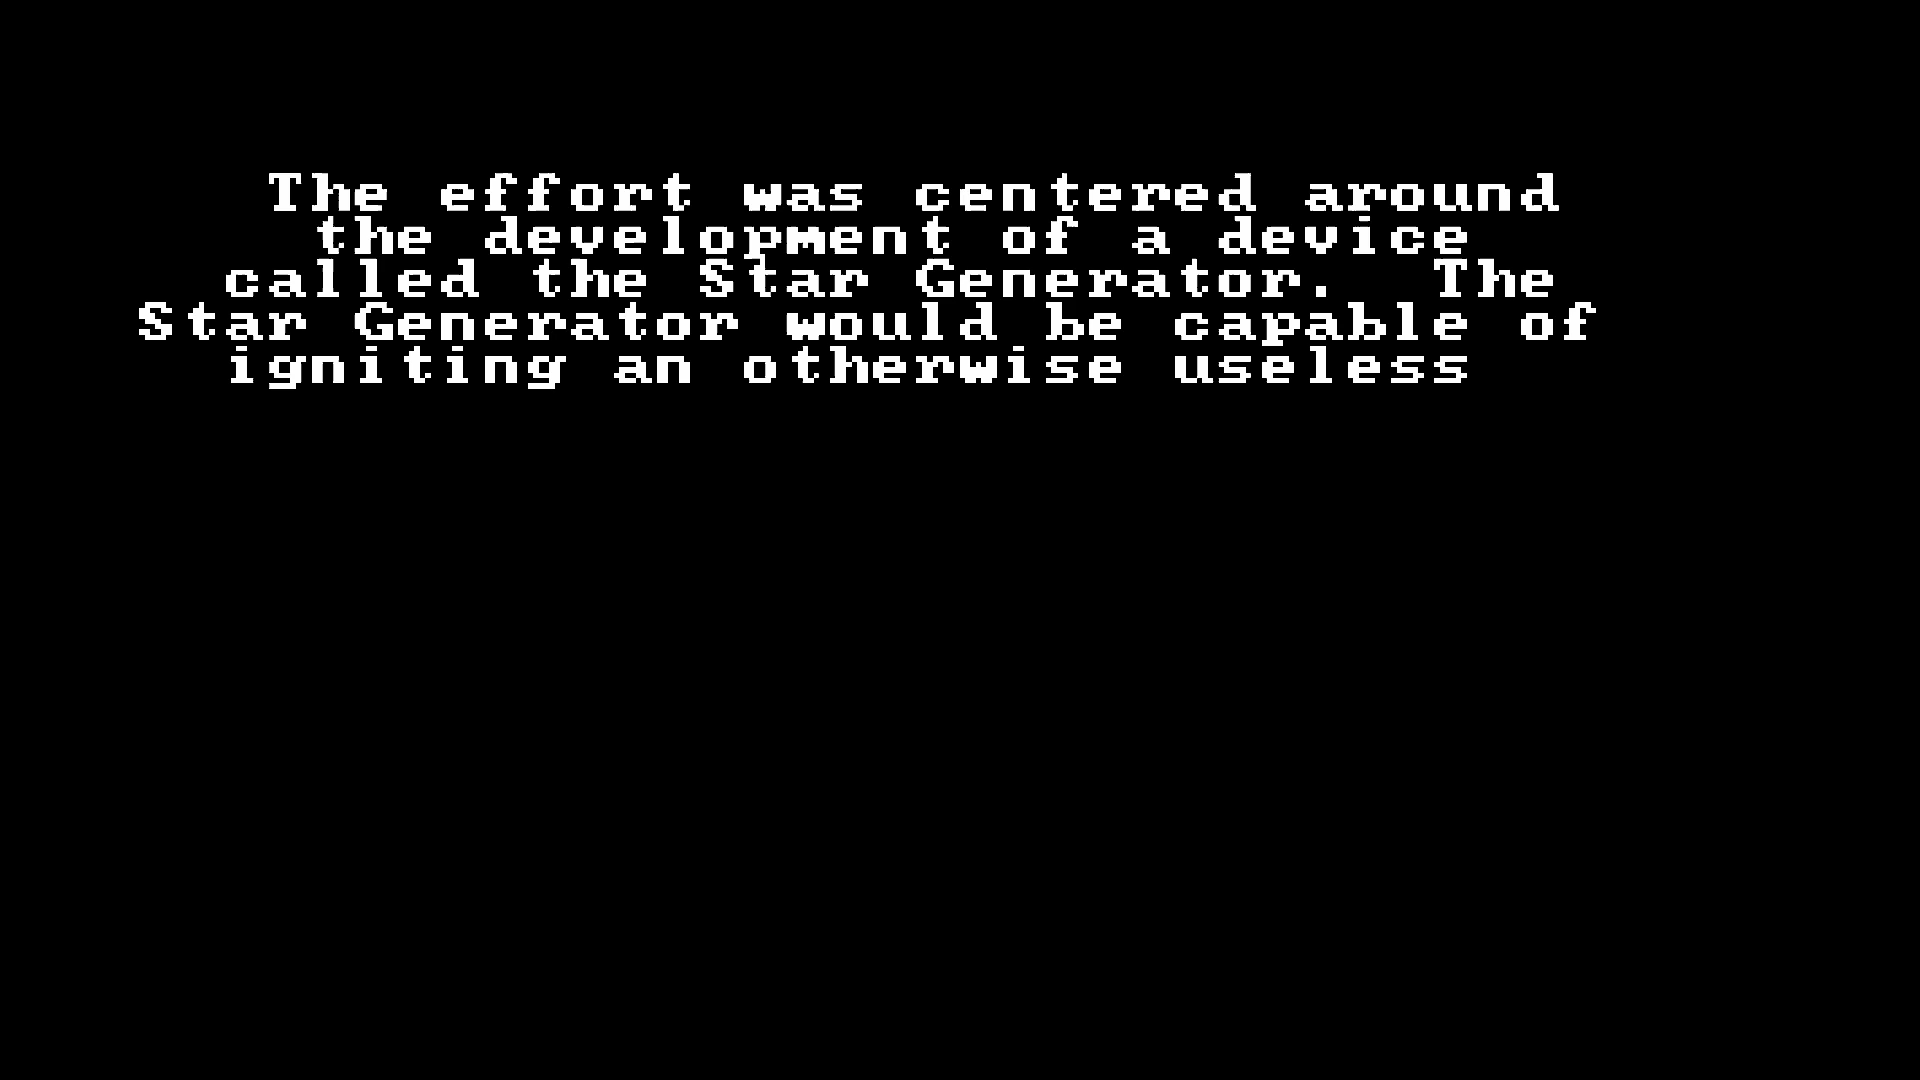 The effort was centered around
the development of a device
called the Star Generator.  The
Star Generator would be capable of
igniting an otherwise useless